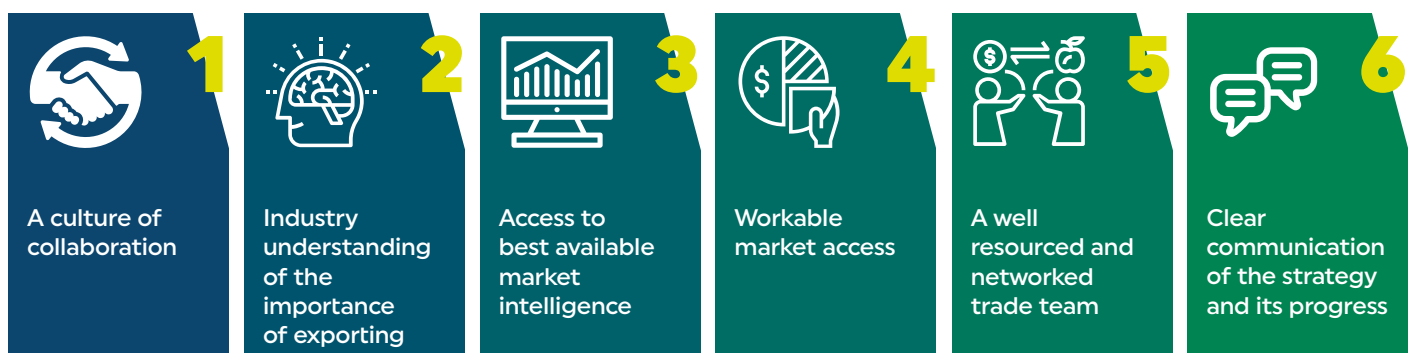 1
A culture of
collaboration
2
Industry
understanding
of the
importance
of exporting
3
Access to
best available
market
intelligence
$
4
Workable
market access
$
5
A well
resourced and
networked
trade team
6
Clear
communication
of the strategy
and its progress